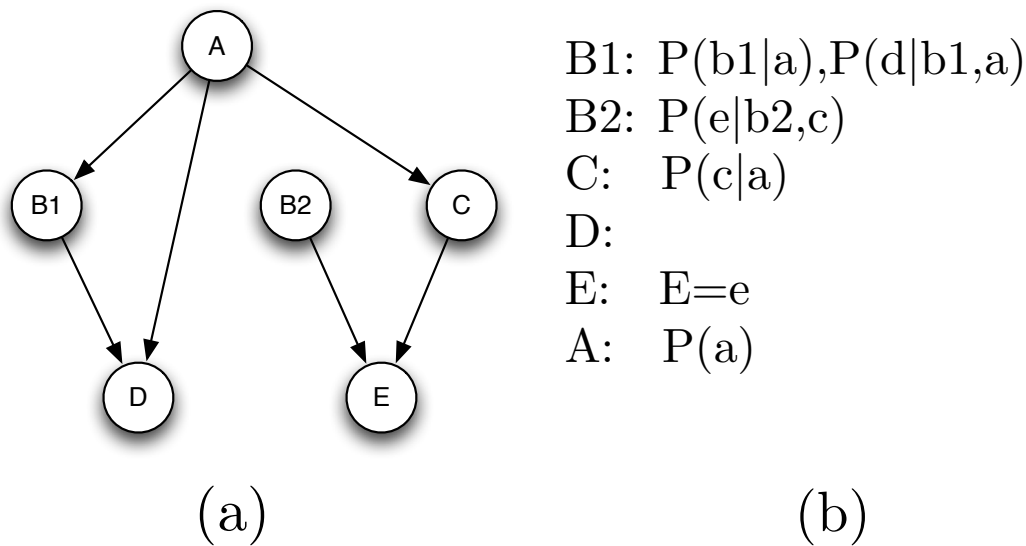 A
B1
B2
C
D
E
(a)
B1: P(b1|a),P(d|b1,a)
B2: P(e|b2,c)
C: P(c|a)
D:
E: E=e
A: P(a)
(b)